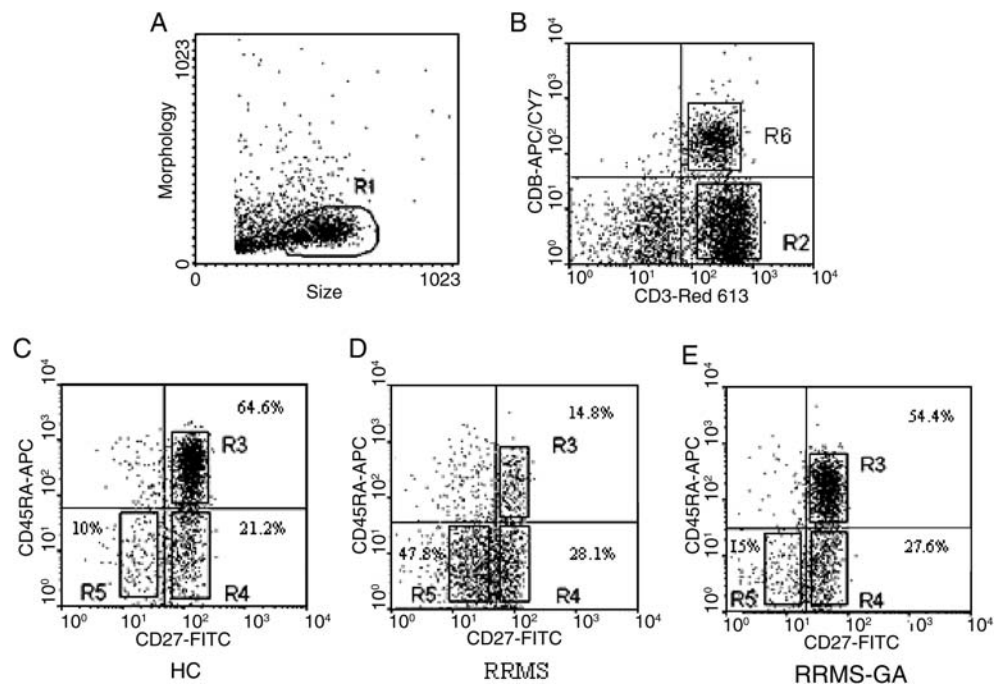 A
1023
Morphology
0
R1
0
Size
1023
B
10^4
10^3
10^2
10^1
10^0
CDB-APC/CY7
R6
R2
10^0 10^1 10^2 10^3 10^4
CD3-Red 613
C
10^4
10^3
10^2
10^1
10^0
CD45RA-APC
64.6%
R3
10%
21.2%
R5
R4
10^0 10^1 10^2 10^3 10^4
CD27-FITC
HC
D
10^4
10^3
10^2
10^1
10^0
CD45RA-APC
14.8%
R3
47.8%
28.1%
R5
R4
10^0 10^1 10^2 10^3 10^4
CD27-FITC
RRMS
E
10^4
10^3
10^2
10^1
10^0
CD45RA-APC
54.4%
R3
15%
27.6%
R5
R4
10^0 10^1 10^2 10^3 10^4
CD27-FITC
RRMS-GA